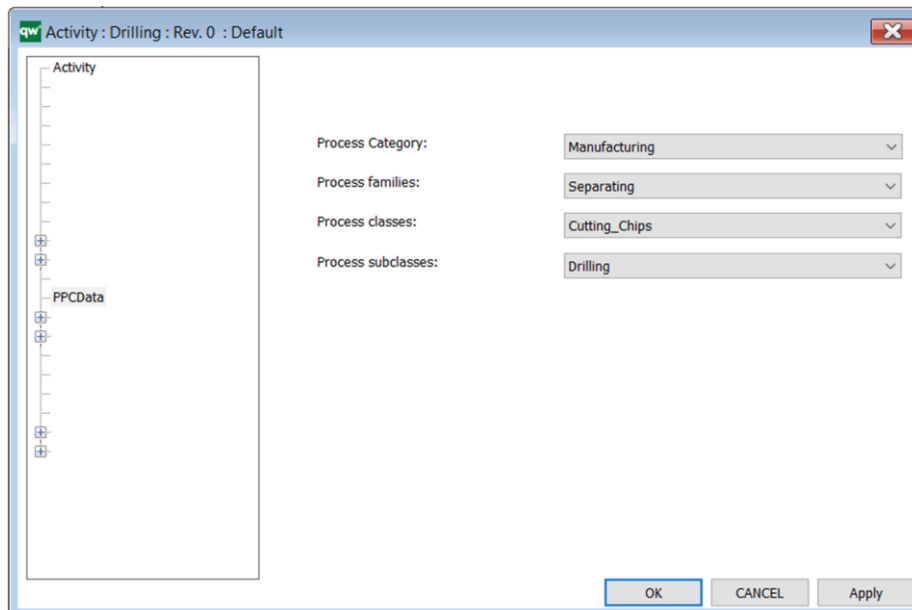 qw Activity : Drilling : Rev. 0 : Default
Activity
PPCData
Process Category: Manufacturing
Process families: Separating
Process classes: Cutting_Chips
Process subclasses: Drilling
OK CANCEL Apply